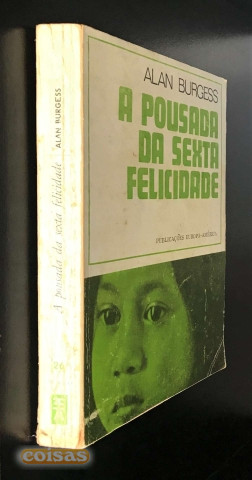 ALAN BURGESS
A POUSADA
DA SEXTA
FELICIDADE
PUBLICAÇÕES EUROPA-AMÉRICA
A pousada da sexta felicidade ALAN BURGESS
coisas